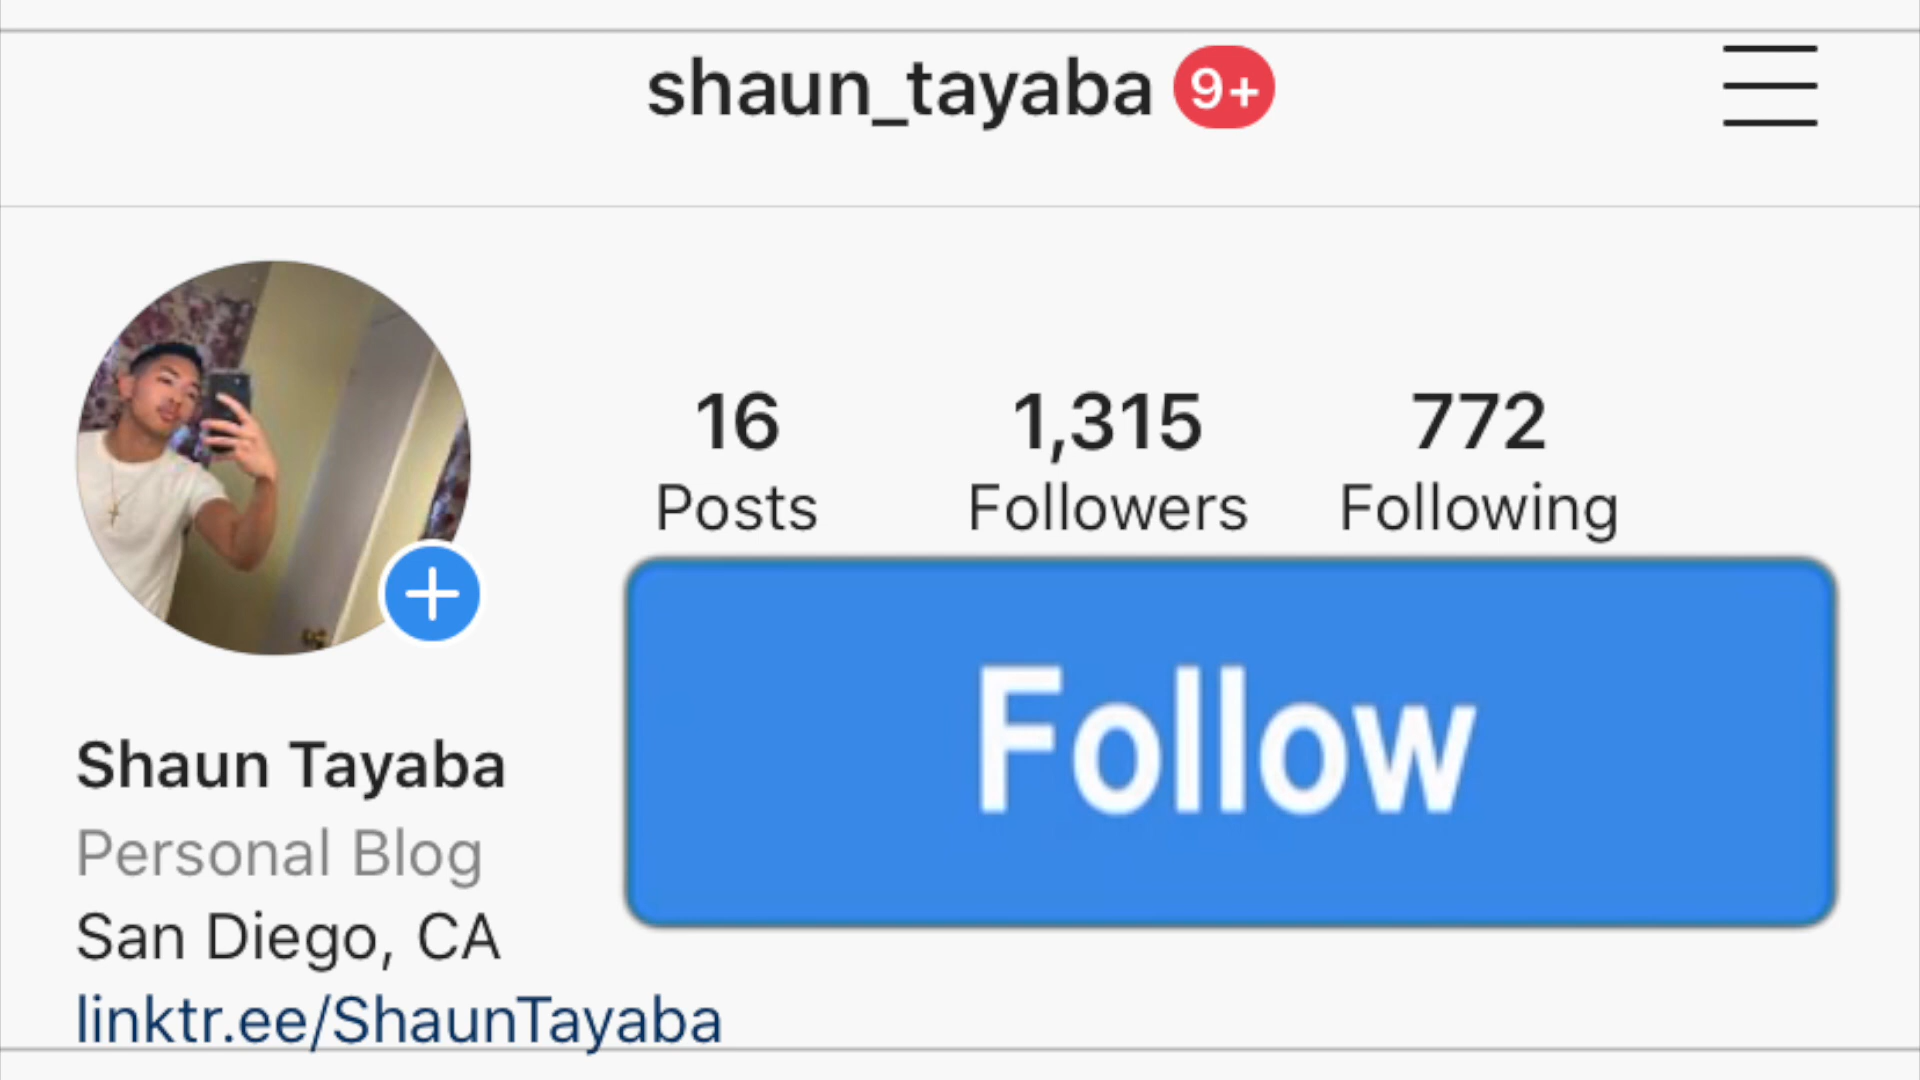 shaun_tayaba 9+
16 1,315 772
Posts Followers Following
Follow
Shaun Tayaba
Personal Blog
San Diego, CA
linktr.ee/ShaunTayaba